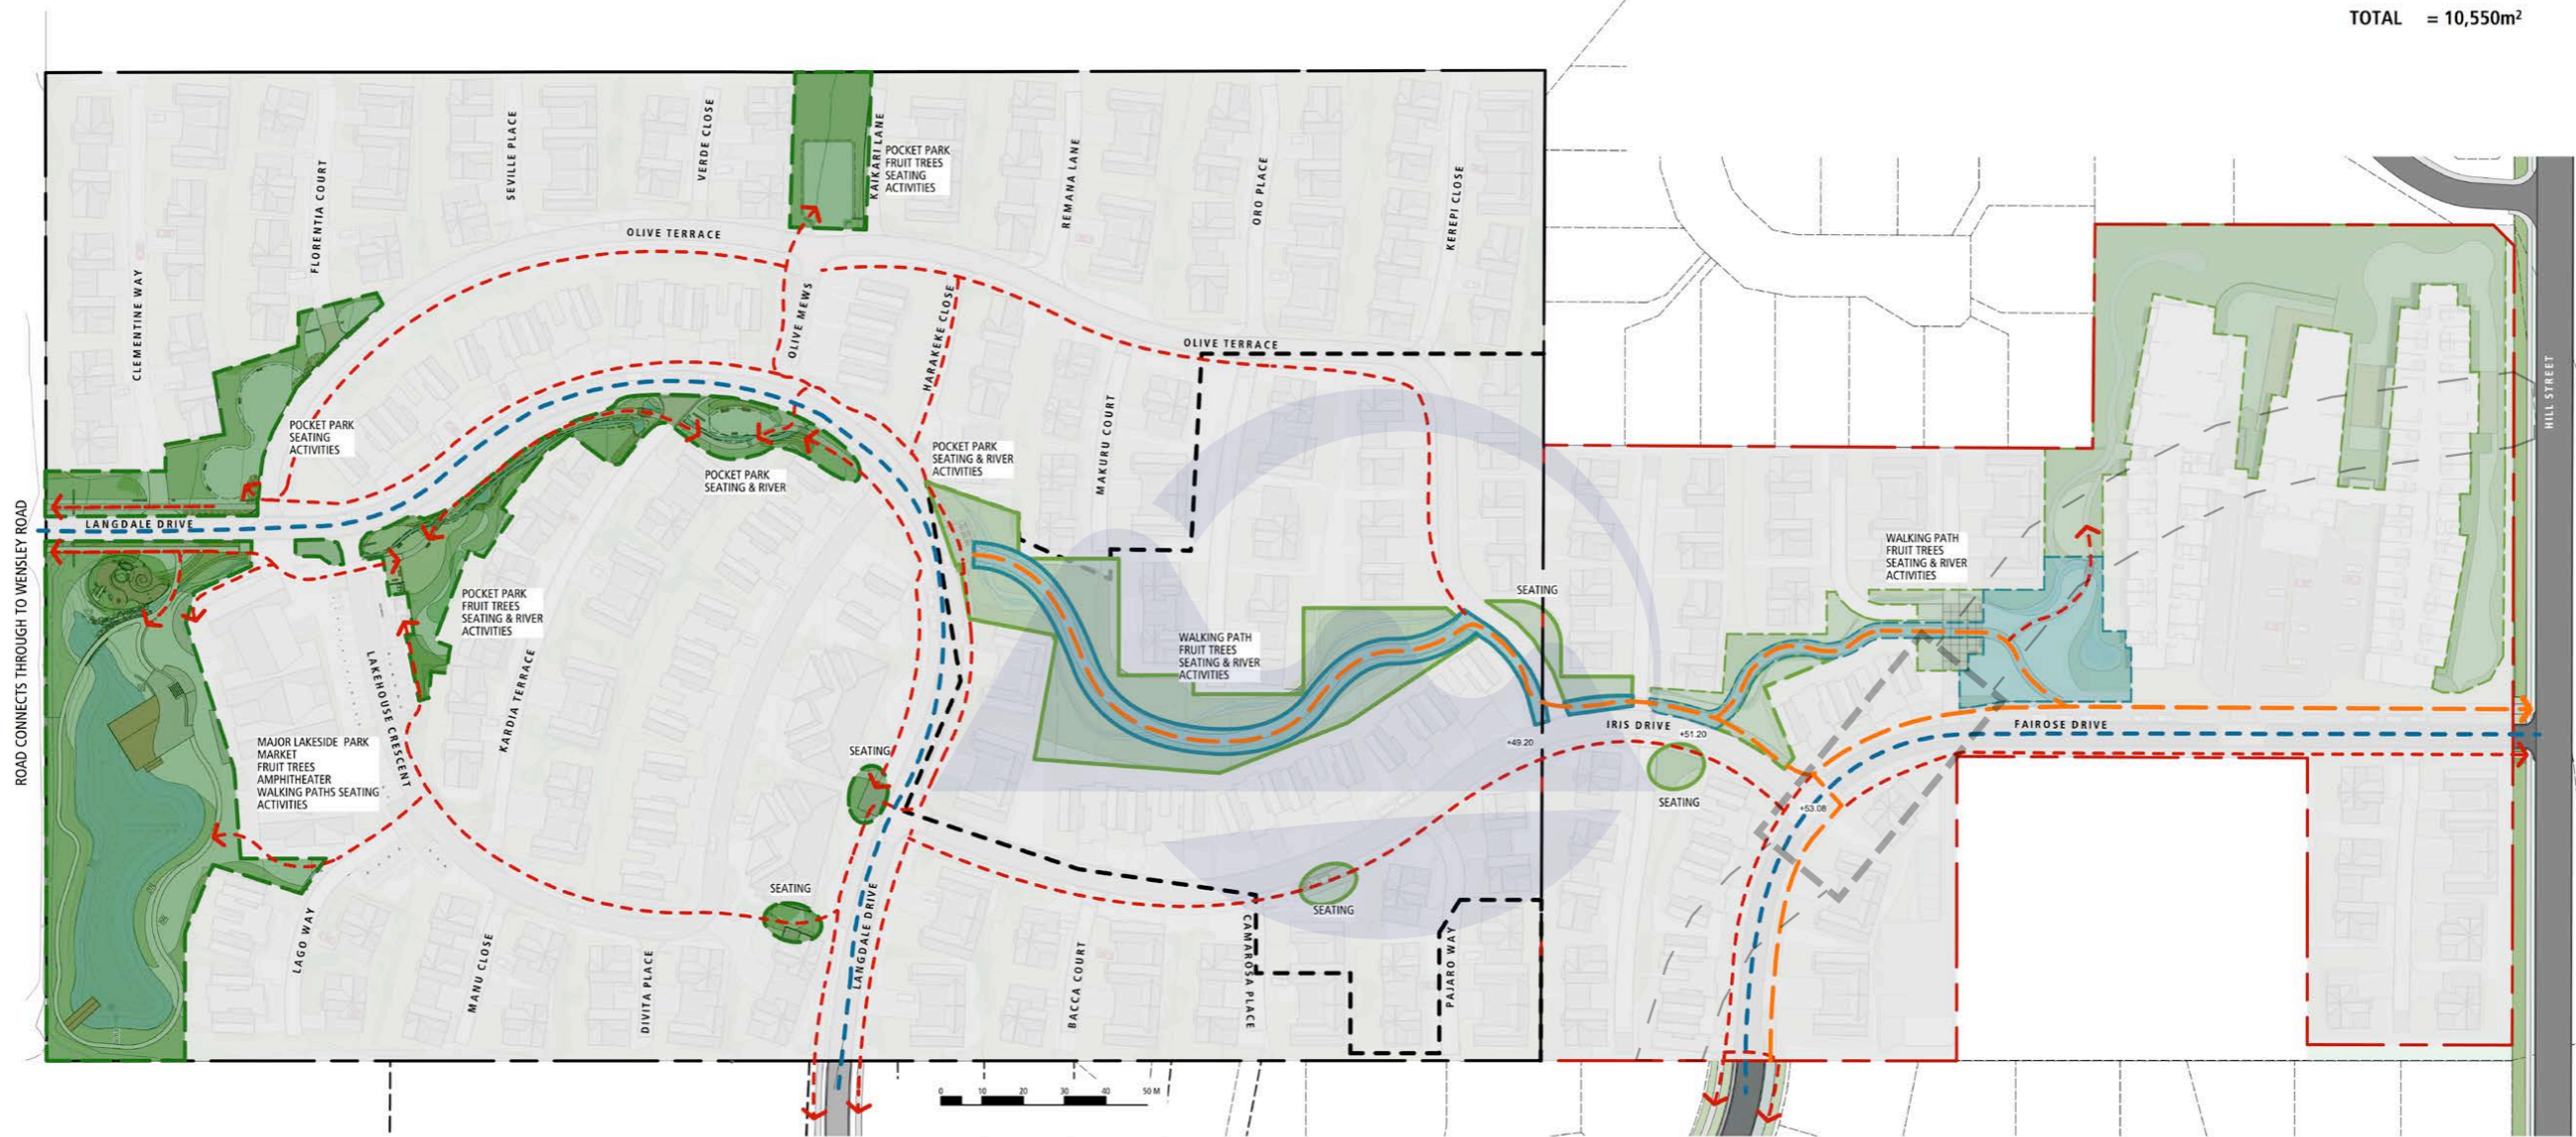 TOTAL = 10,550m²
CLEMENTINE WAY
FLORENTIA COURT
SEVILLE PLACE
VERDE CLOSE
KAIKARI LANE
POCKET PARK
FRUIT TREES
SEATING
ACTIVITIES
REMANA LANE
ORO PLACE
KEREPI CLOSE
OLIVE TERRACE
OLIVE MEWS
HARAKEKE CLOSE
OLIVE TERRACE
HILL STREET
POCKET PARK
SEATING
ACTIVITIES
POCKET PARK
SEATING & RIVER
POCKET PARK
SEATING & RIVER
ACTIVITIES
MAKURU COURT
ROAD CONNECTS THROUGH TO WENSLEY ROAD
LANGDALE DRIVE
POCKET PARK
FRUIT TREES
SEATING & RIVER
ACTIVITIES
WALKING PATH
FRUIT TREES
SEATING & RIVER
ACTIVITIES
SEATING
WALKING PATH
FRUIT TREES
SEATING & RIVER
ACTIVITIES
LAKEHOUSE CRESCENT
KARDIA TERRACE
MAJOR LAKESIDE PARK
MARKET
FRUIT TREES
AMPHITHEATER
WALKING PATHS SEATING
ACTIVITIES
SEATING
+49.20
IRIS DRIVE
+51.20
FAIROSE DRIVE
SEATING
+53.08
SEATING
SEATING
LAGO WAY
MANU CLOSE
DIVITA PLACE
LANGDALE DRIVE
BACCA COURT
CAMAROSA PLACE
PAJARO WAY
0 10 20 30 40 50 M